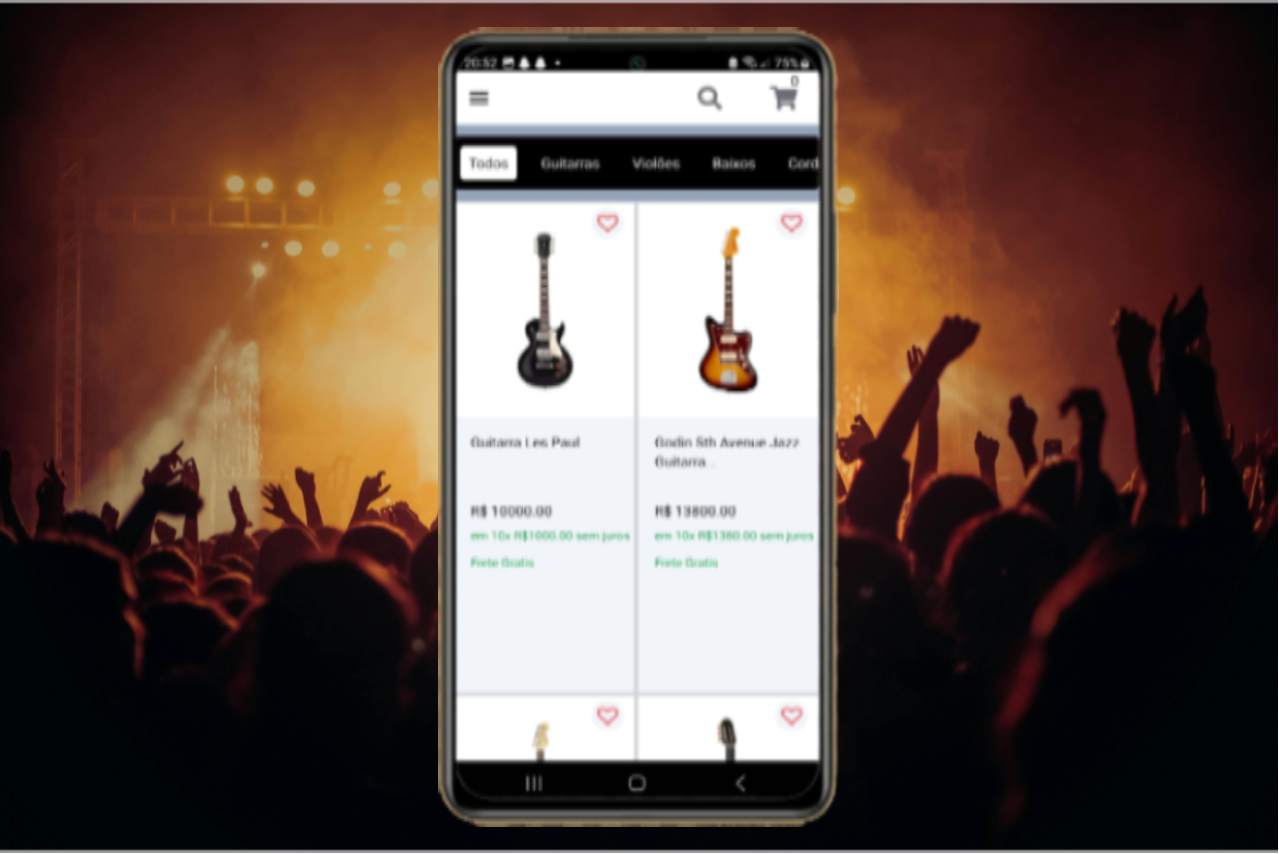 20:52
75%
0
Todos Guitarras Violões Baixos Cord
Guitarra Les Paul
Godin 5th Avenue Jazz
Guitarra...
R$ 10000.00
R$ 13800.00
em 10x R$1000.00 sem juros
em 10x R$1380.00 sem juros
Frete Gratis
Frete Gratis